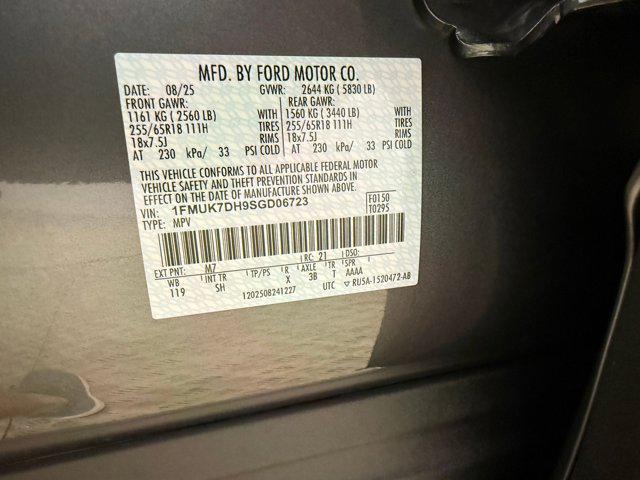 MFD. BY FORD MOTOR CO.
DATE: 08/25 GVWR: 2644 KG ( 5830 LB)
FRONT GAWR: REAR GAWR:
1161 KG ( 2560 LB) WITH 1560 KG ( 3440 LB) WITH
255/65R18 111H TIRES 255/65R18 111H TIRES
18x7.5J RIMS 18x7.5J RIMS
AT 230 kPa/ 33 PSI COLD AT 230 kPa/ 33 PSI COLD
THIS VEHICLE CONFORMS TO ALL APPLICABLE FEDERAL MOTOR
VEHICLE SAFETY AND THEFT PREVENTION STANDARDS IN
EFFECT ON THE DATE OF MANUFACTURE SHOWN ABOVE.
VIN: 1FMUK7DH9SGD06723 F0150
TYPE: MPV T0295
EXT PNT: M7 RC: 21 DSO:
WB INT TR TP/PS R AXLE TR SPR
119 SH X 3B T AAAA
1202508241227 UTC ▽ RU5A-1520472-AB